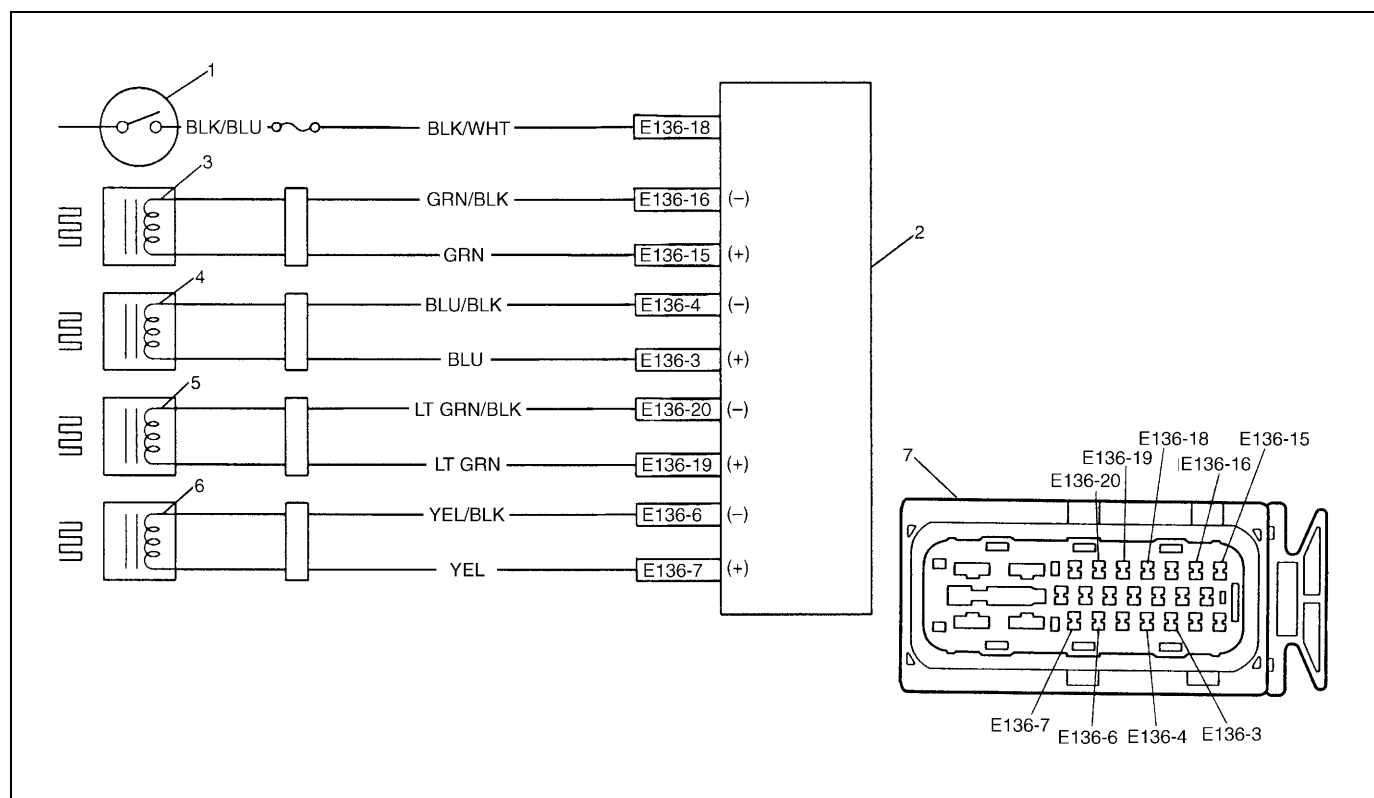 1
BLK/BLU BLK/WHT E136-18
3
GRN/BLK E136-16 (−)
2
GRN E136-15 (+)
4
BLU/BLK E136-4 (−)
BLU E136-3 (+)
5
LT GRN/BLK E136-20 (−)
LT GRN E136-19 (+)
6
YEL/BLK E136-6 (−)
YEL E136-7 (+)
7
E136-18 E136-15
E136-19 E136-16
E136-20
E136-7 E136-6 E136-4 E136-3